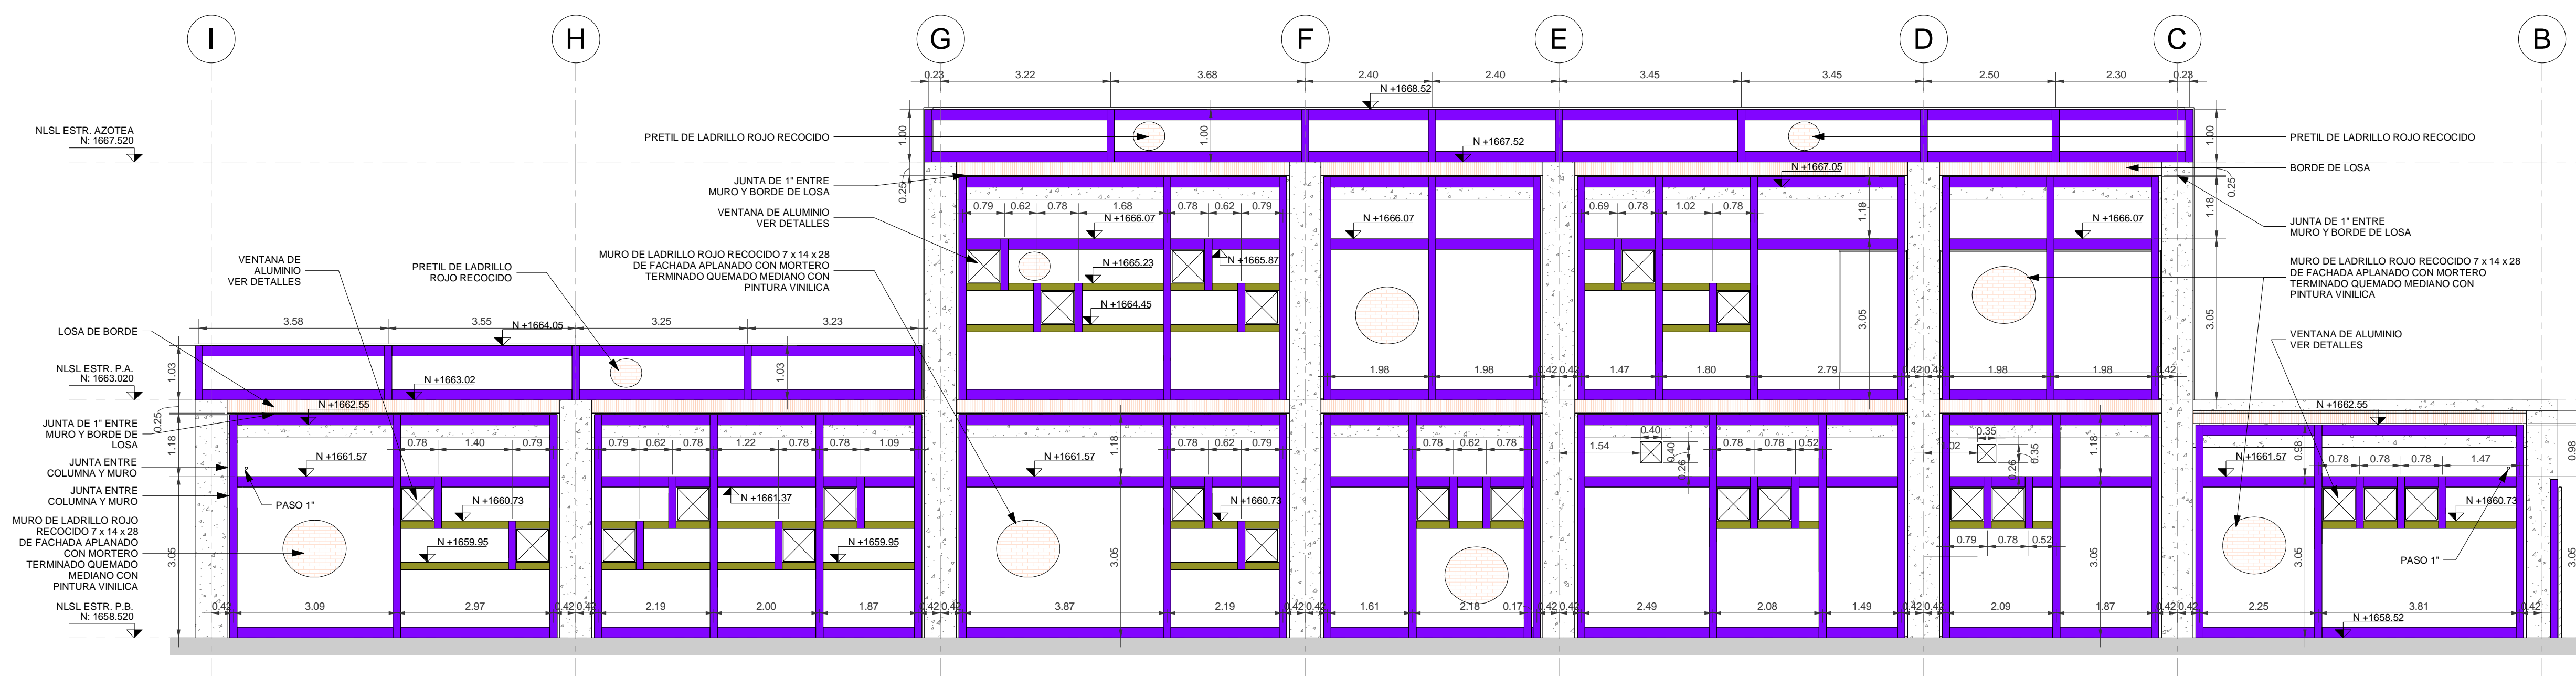 I
H
G
F
E
D
C
B
0.23
3.22
3.68
2.40
2.40
3.45
3.45
2.50
2.30
0.23
N +1668.52
NLSL ESTR. AZOTEA
N: 1667.520
PRETIL DE LADRILLO ROJO RECOCIDO
1.00
1.00
N +1667.52
1.00
PRETIL DE LADRILLO ROJO RECOCIDO
BORDE DE LOSA
JUNTA DE 1" ENTRE
MURO Y BORDE DE LOSA
0.25
N +1667.05
0.25
VENTANA DE ALUMINIO
VER DETALLES
0.79
0.62
0.78
1.68
0.78
0.62
0.79
0.69
0.78
1.02
0.78
1.18
1.18
N +1666.07
N +1666.07
N +1666.07
JUNTA DE 1" ENTRE
MURO Y BORDE DE LOSA
MURO DE LADRILLO ROJO RECOCIDO 7 x 14 x 28
DE FACHADA APLANADO CON MORTERO
TERMINADO QUEMADO MEDIANO CON
PINTURA VINILICA
N +1665.23
N +1665.87
N +1664.45
MURO DE LADRILLO ROJO RECOCIDO 7 x 14 x 28
DE FACHADA APLANADO CON MORTERO
TERMINADO QUEMADO MEDIANO CON
PINTURA VINILICA
VENTANA DE
ALUMINIO
VER DETALLES
PRETIL DE LADRILLO
ROJO RECOCIDO
3.05
3.05
VENTANA DE ALUMINIO
VER DETALLES
LOSA DE BORDE
3.58
3.55
3.25
3.23
N +1664.05
NLSL ESTR. P.A.
N: 1663.020
1.03
N +1663.02
1.03
1.98
1.98
0.42
0.42
1.47
1.80
2.79
0.42
0.42
1.98
1.98
0.42
0.25
N +1662.55
N +1662.55
JUNTA DE 1" ENTRE
MURO Y BORDE DE
LOSA
1.18
0.78
1.40
0.79
0.79
0.62
0.78
1.22
0.78
0.78
1.09
1.18
0.78
0.62
0.79
0.78
0.62
0.78
1.54
0.40
0.40
0.26
0.78
0.78
0.52
.02
0.35
0.35
0.26
1.18
0.98
0.78
0.78
0.78
1.47
0.98
JUNTA ENTRE
COLUMNA Y MURO
N +1661.57
N +1661.57
N +1661.57
JUNTA ENTRE
COLUMNA Y MURO
PASO 1"
N +1660.73
N +1661.37
N +1660.73
N +1660.73
MURO DE LADRILLO ROJO
RECOCIDO 7 x 14 x 28
DE FACHADA APLANADO
CON MORTERO
TERMINADO QUEMADO
MEDIANO CON
PINTURA VINILICA
3.05
N +1659.95
N +1659.95
3.05
0.79
0.78
0.52
3.05
3.05
PASO 1"
3.05
NLSL ESTR. P.B.
N: 1658.520
0.42
3.09
2.97
0.42
0.42
2.19
2.00
1.87
0.42
0.42
3.87
2.19
0.42
0.42
1.61
2.18
0.17
0.42
0.42
2.49
2.08
1.49
0.42
0.42
2.09
1.87
0.42
0.42
2.25
3.81
0.42
N +1658.52